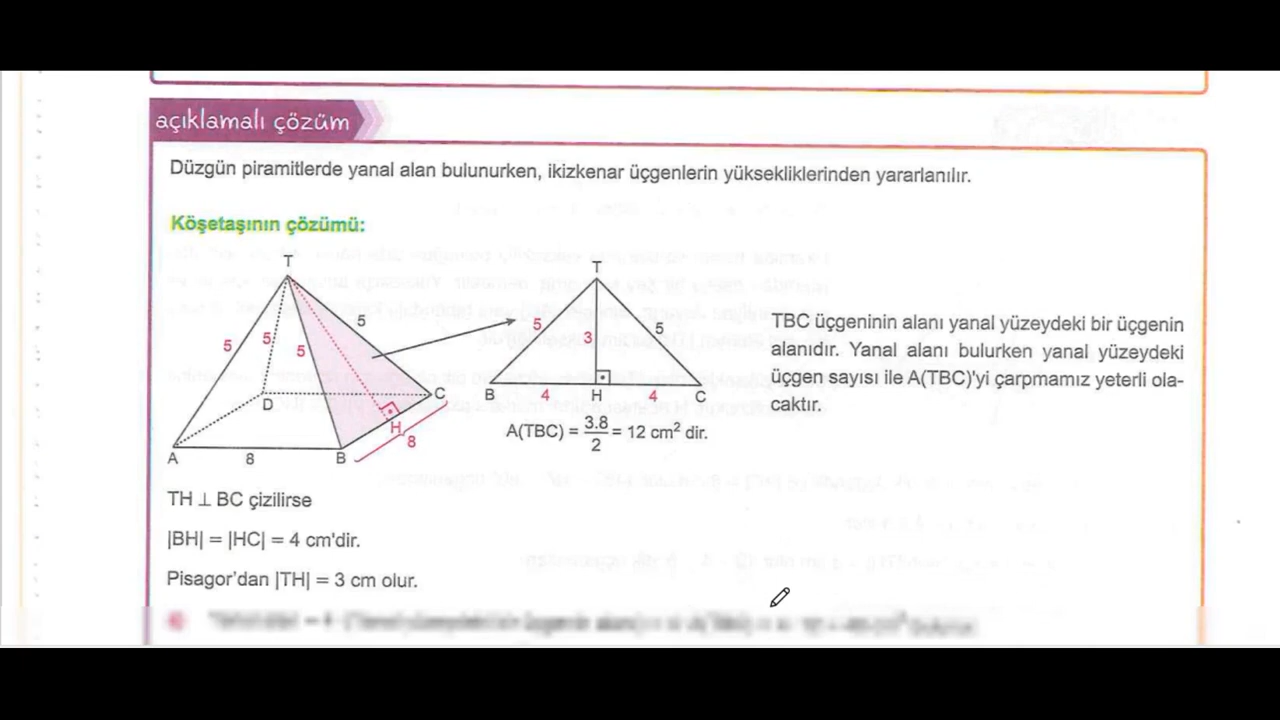 açıklamalı çözüm
Düzgün piramitlerde yanal alan bulunurken, ikizkenar üçgenlerin yüksekliklerinden yararlanılır.
Köşetaşının çözümü:
T
5
5
5
5
D
C
H
8
A
8
B
T
5
3
5
B
4
H
4
C
A(TBC) = 3.8/2 = 12 cm² dir.
TBC üçgeninin alanı yanal yüzeydeki bir üçgenin
alanıdır. Yanal alanı bulurken yanal yüzeydeki
üçgen sayısı ile A(TBC)'yi çarpmamız yeterli ola-
caktır.
TH ⊥ BC çizilirse
|BH| = |HC| = 4 cm'dir.
Pisagor'dan |TH| = 3 cm olur.